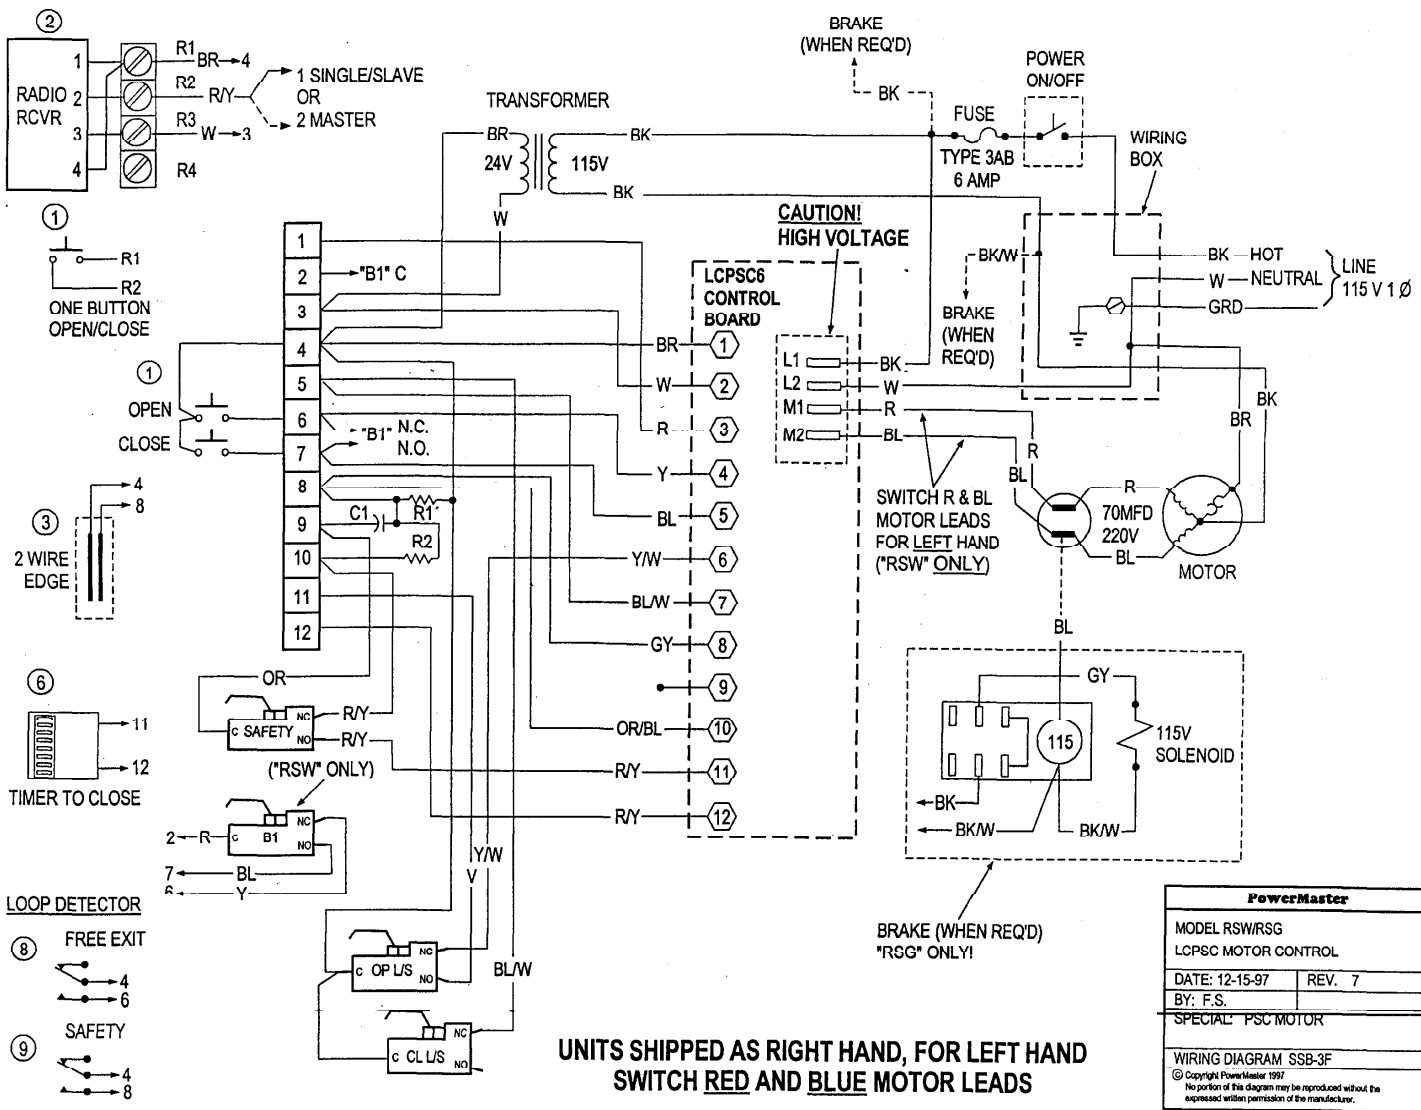 2
RADIO
RCVR
1
2
3
4
R1
BR
4
R2
R/Y
1 SINGLE/SLAVE
OR
2 MASTER
R3
W
3
R4
TRANSFORMER
BR
24V
115V
BK
BK
W
BRAKE
(WHEN REQ'D)
BK
FUSE
TYPE 3AB
6 AMP
POWER
ON/OFF
WIRING
BOX
CAUTION!
HIGH VOLTAGE
BK/W
BRAKE
(WHEN
REQ'D)
BK
HOT
W
NEUTRAL
GRD
LINE
115 V 1 Ø
1
R1
R2
ONE BUTTON
OPEN/CLOSE
1
OPEN
CLOSE
1
2
3
4
5
6
7
8
9
10
11
12
"B1" C
"B1" N.C.
N.O.
C1
R1
R2
LCPSC6
CONTROL
BOARD
BR
1
W
2
R
3
Y
4
BL
5
Y/W
6
BL/W
7
GY
8
9
OR/BL
10
R/Y
11
R/Y
12
L1
BK
L2
W
M1
R
M2
BL
SWITCH R & BL
MOTOR LEADS
FOR LEFT HAND
("RSW" ONLY)
R
BL
R
70MFD
220V
BL
MOTOR
BK
BR
BL
3
2 WIRE
EDGE
4
8
6
11
12
TIMER TO CLOSE
OR
C
SAFETY
NC
NO
R/Y
R/Y
("RSW" ONLY)
2
R
C
B1
NC
NO
7
BL
6
Y
Y/W
V
BL/W
C
OP L/S
NC
NO
C
CL L/S
NC
NO
GY
115
115V
SOLENOID
BK
BK/W
BK/W
BRAKE (WHEN REQ'D)
"RSG" ONLY!
LOOP DETECTOR
8
FREE EXIT
4
6
9
SAFETY
4
8
UNITS SHIPPED AS RIGHT HAND, FOR LEFT HAND
SWITCH RED AND BLUE MOTOR LEADS
PowerMaster
MODEL RSW/RSG
LCPSC MOTOR CONTROL
DATE: 12-15-97
REV. 7
BY: F.S.
SPECIAL: PSC MOTOR
WIRING DIAGRAM SSB-3F
© Copyright PowerMaster 1997
No portion of this diagram may be reproduced without the
expressed written permission of the manufacturer.